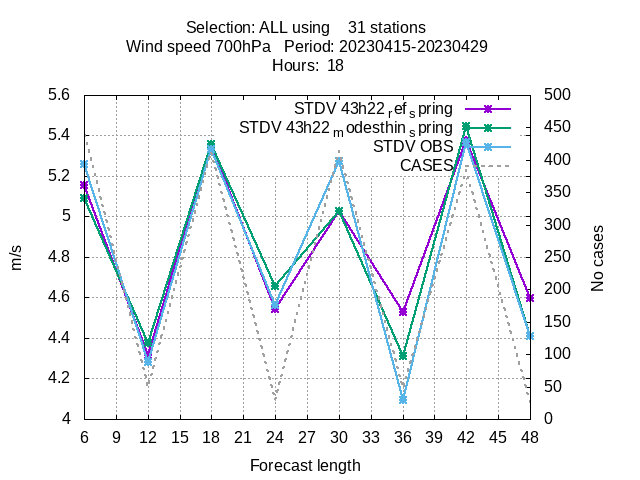 Selection: ALL using 31 stations
Wind speed 700hPa Period: 20230415-20230429
Hours: 18
5.6
5.4
5.2
5
4.8
4.6
4.4
4.2
4
m/s
500
450
400
350
300
250
200
150
100
50
0
No cases
STDV 43h22 ref spring
STDV 43h22 modesthin spring
STDV OBS
CASES
6 9 12 15 18 21 24 27 30 33 36 39 42 45 48
Forecast length